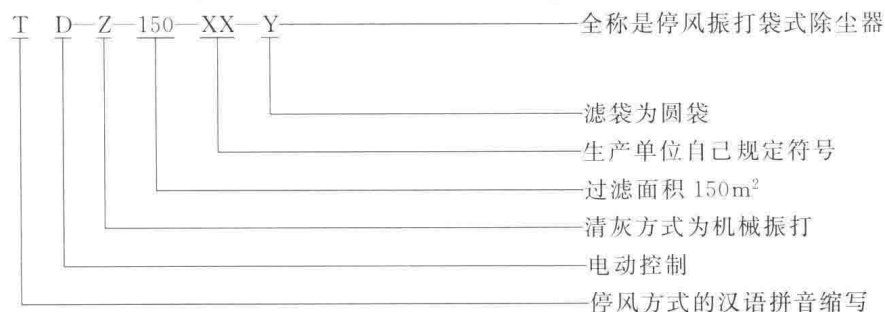 T D Z 150 XX Y 全称是停风振打袋式除尘器
滤袋为圆袋
生产单位自己规定符号
过滤面积 150m²
清灰方式为机械振打
电动控制
停风方式的汉语拼音缩写